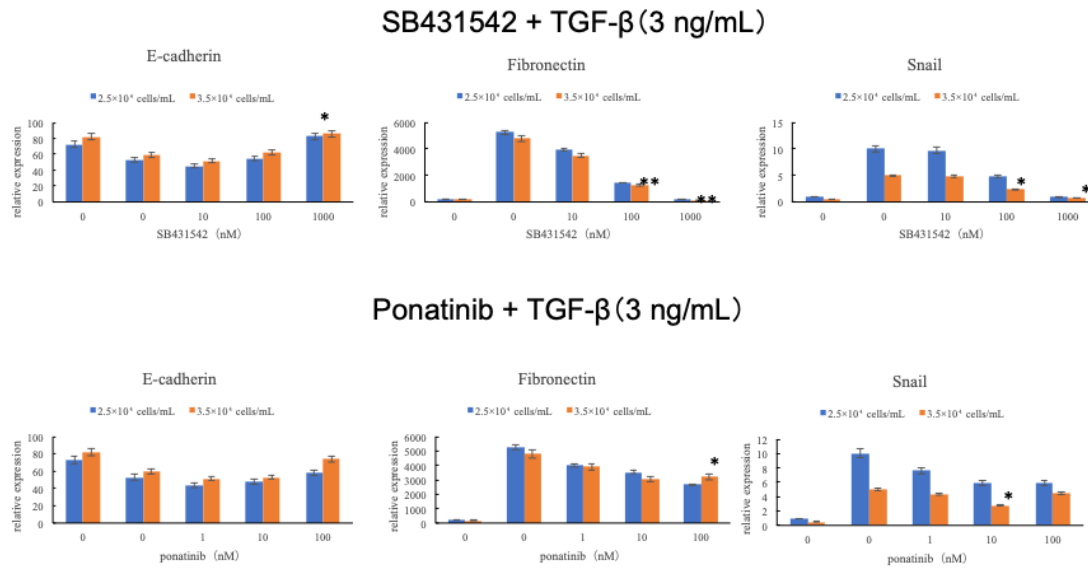 SB431542 + TGF-β（3 ng/mL）
E-cadherin
2.5×10⁴ cells/mL 3.5×10⁴ cells/mL
relative expression
100
80
60
40
20
0
*
0 0 10 100 1000
SB431542（nM）
Fibronectin
2.5×10⁴ cells/mL 3.5×10⁴ cells/mL
relative expression
6000
4000
2000
0
**
**
0 0 10 100 1000
SB431542（nM）
Snail
2.5×10⁴ cells/mL 3.5×10⁴ cells/mL
relative expression
15
10
5
0
*
*
0 0 10 100 1000
SB431542（nM）
Ponatinib + TGF-β（3 ng/mL）
E-cadherin
2.5×10⁴ cells/mL 3.5×10⁴ cells/mL
relative expression
100
80
60
40
20
0
0 0 1 10 100
ponatinib（nM）
Fibronectin
2.5×10⁴ cells/mL 3.5×10⁴ cells/mL
relative expression
6000
5000
4000
3000
2000
1000
0
*
0 0 1 10 100
ponatinib（nM）
Snail
2.5×10⁴ cells/mL 3.5×10⁴ cells/mL
relative expression
12
10
8
6
4
2
0
*
0 0 1 10 100
ponatinib（nM）